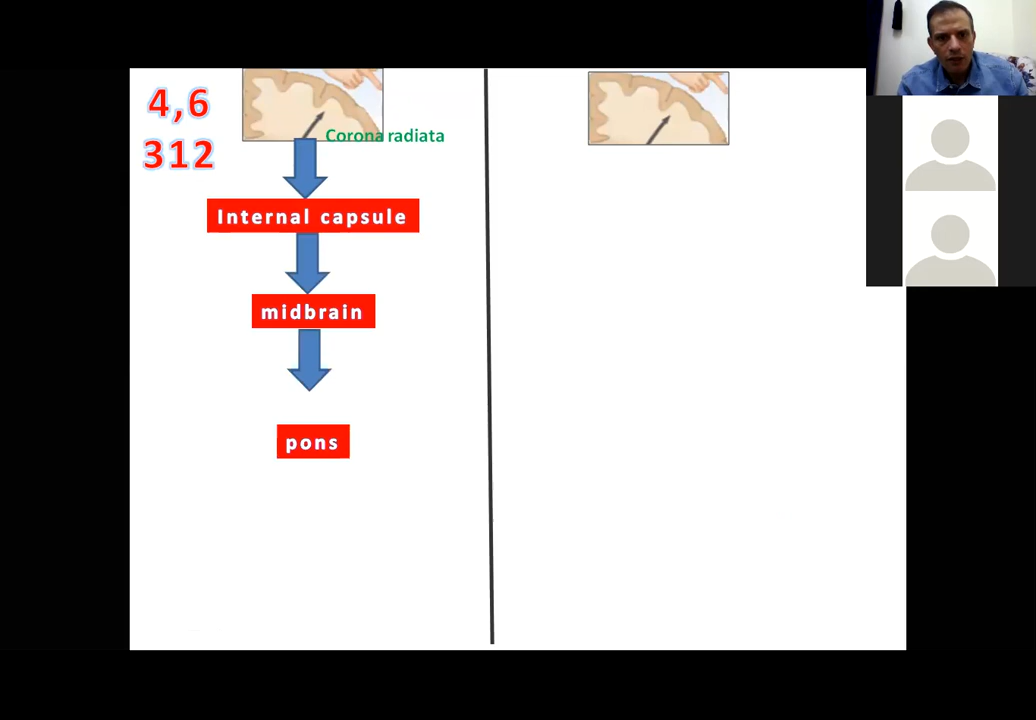 4,6
312
Corona radiata
Internal capsule
midbrain
pons